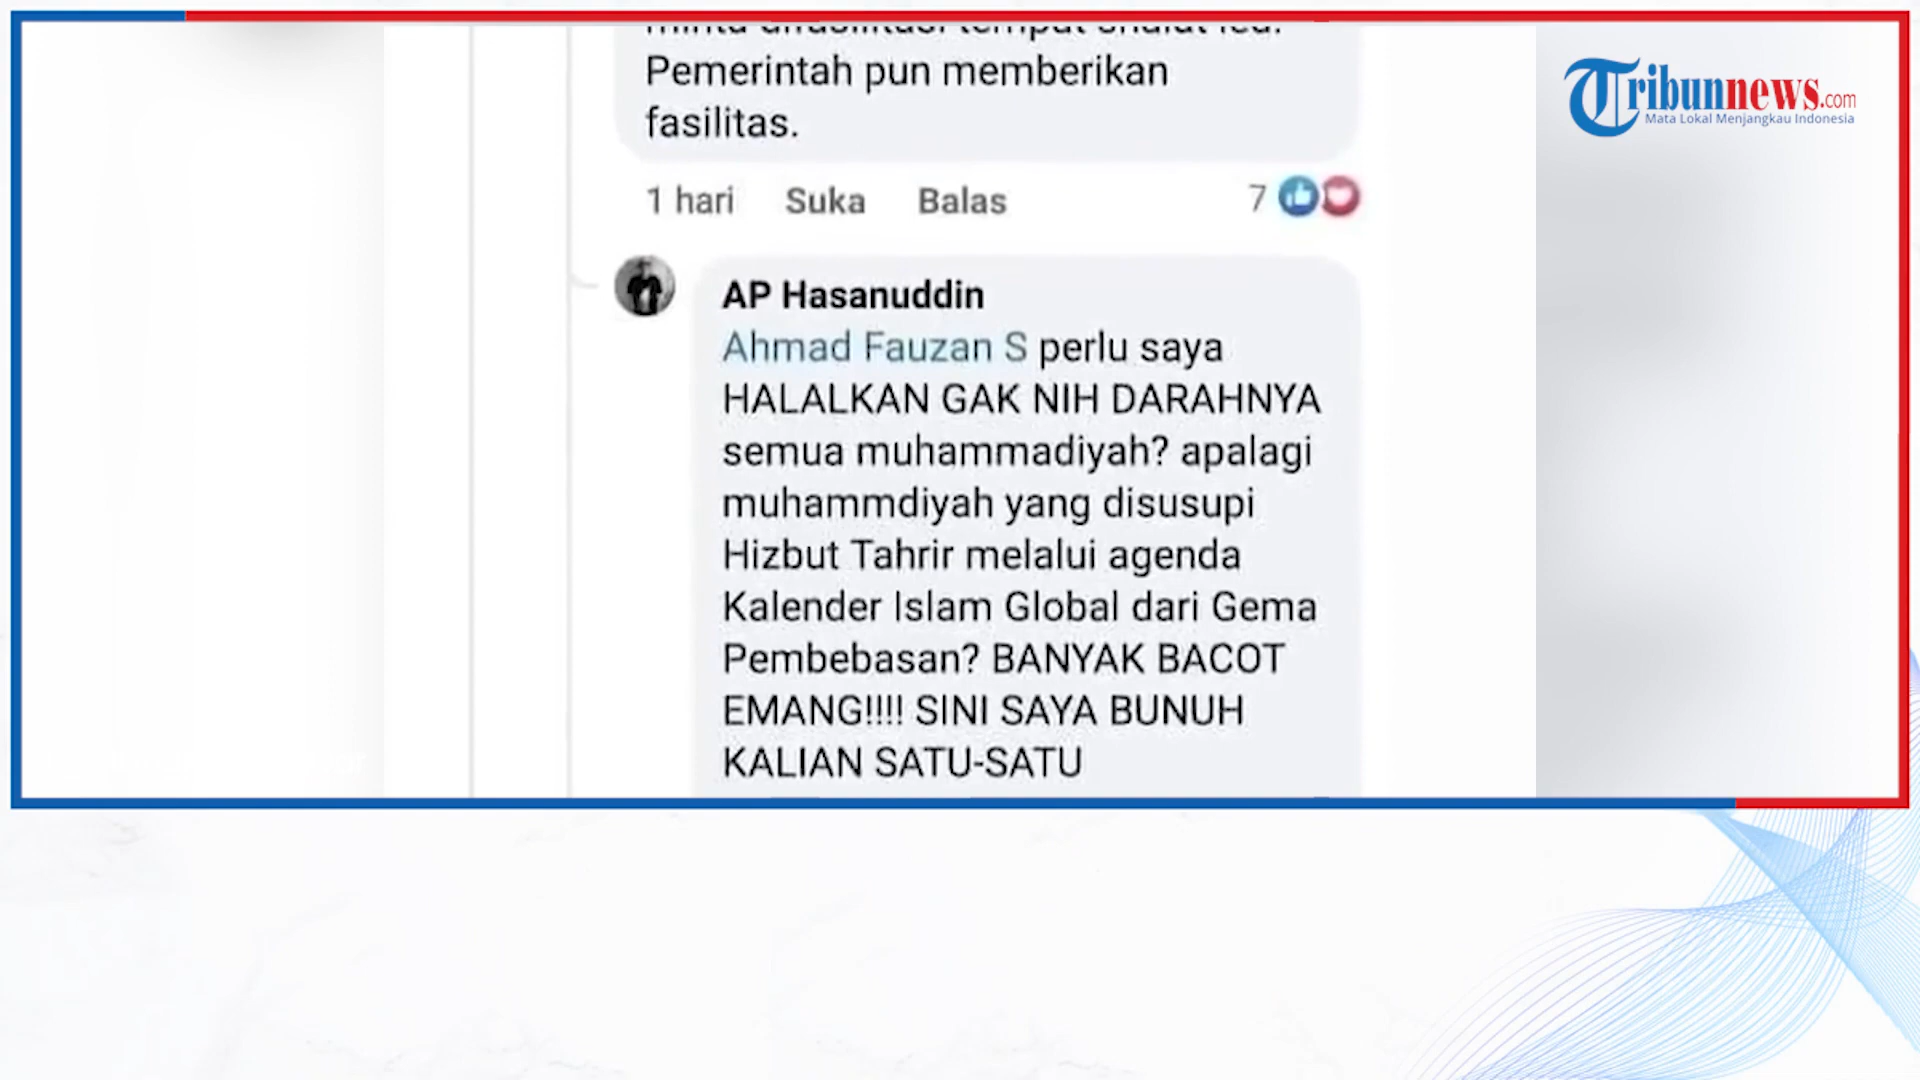 Pemerintah pun memberikan
fasilitas.
1 hari Suka Balas 7
AP Hasanuddin
Ahmad Fauzan S perlu saya
HALALKAN GAK NIH DARAHNYA
semua muhammadiyah? apalagi
muhammdiyah yang disusupi
Hizbut Tahrir melalui agenda
Kalender Islam Global dari Gema
Pembebasan? BANYAK BACOT
EMANG!!!! SINI SAYA BUNUH
KALIAN SATU-SATU
Tribunnews.com
Mata Lokal Menjangkau Indonesia